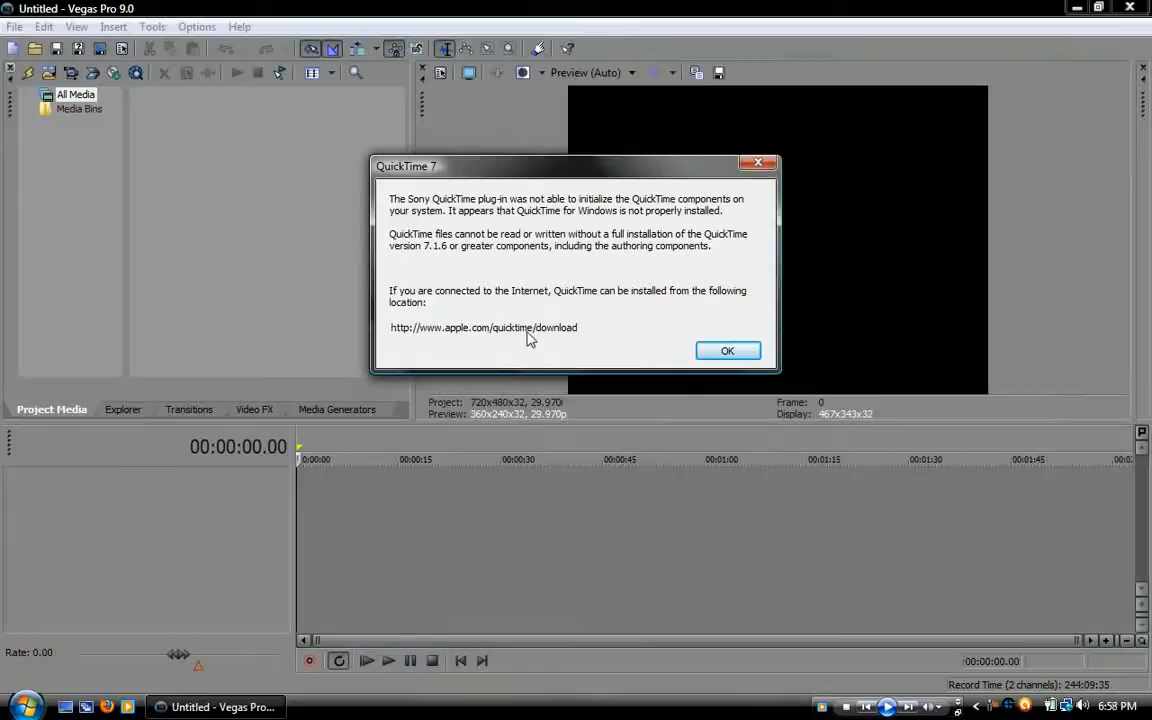 Untitled - Vegas Pro 9.0
File Edit View Insert Tools Options Help
Preview (Auto)
All Media
Media Bins
QuickTime 7
The Sony QuickTime plug-in was not able to initialize the QuickTime components on
your system. It appears that QuickTime for Windows is not properly installed.
QuickTime files cannot be read or written without a full installation of the QuickTime
version 7.1.6 or greater components, including the authoring components.
If you are connected to the Internet, QuickTime can be installed from the following
location:
http://www.apple.com/quicktime/download
OK
Project: 720x480x32, 29.970i
Frame: 0
Preview: 360x240x32, 29.970p
Display: 467x343x32
Project Media Explorer Transitions Video FX Media Generators
00:00:00.00
0:00:00 00:00:15 00:00:30 00:00:45 00:01:00 00:01:15 00:01:30 00:01:45
Rate: 0.00
00:00:00.00
Record Time (2 channels): 244:09:35
Untitled - Vegas Pro...
6:58 PM